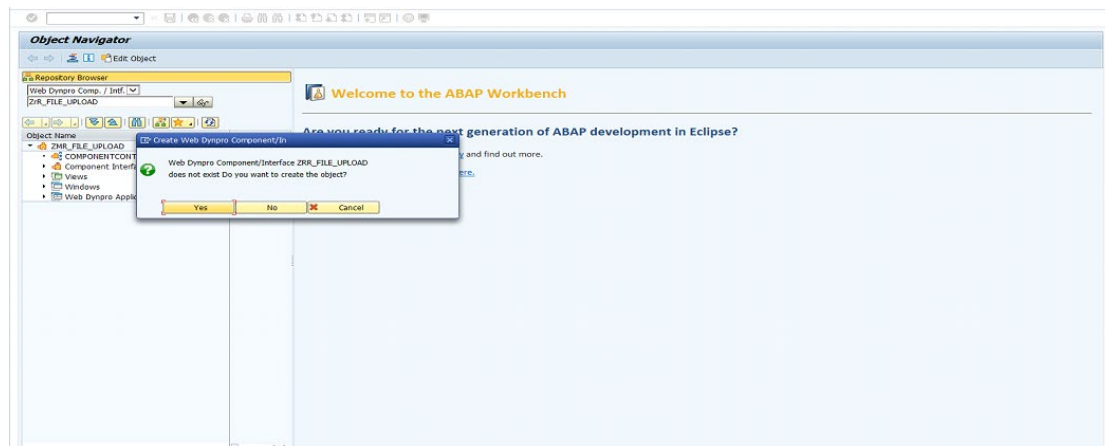 Object Navigator
Edit Object
Repository Browser
Web Dynpro Comp. / Intf.
ZrR_FILE_UPLOAD
Welcome to the ABAP Workbench
Object Name
Are you ready for the next generation of ABAP development in Eclipse?
ZMR_FILE_UPLOAD
Create Web Dynpro Component/In
COMPONENTCONT
and find out more.
Component Interf
Web Dynpro Component/Interface ZRR_FILE_UPLOAD
Views
does not exist Do you want to create the object?
Windows
Web Dynpro Applic
Yes No Cancel